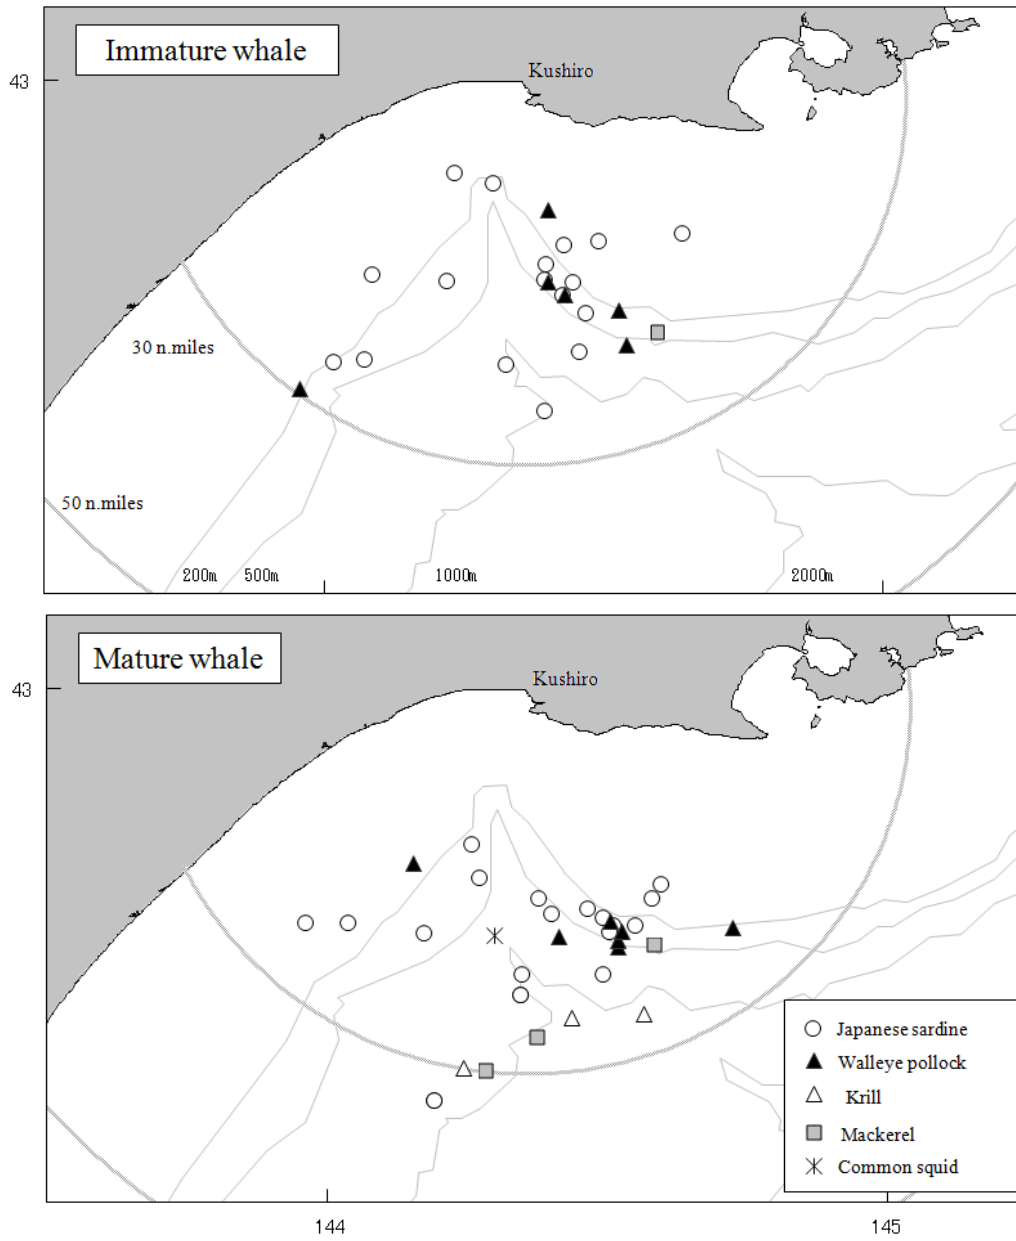 Immature whale
Kushiro
43
30 n.miles
50 n.miles
200m 500m 1000m 2000m
Mature whale
Kushiro
43
Japanese sardine
Walleye pollock
Krill
Mackerel
Common squid
144 145